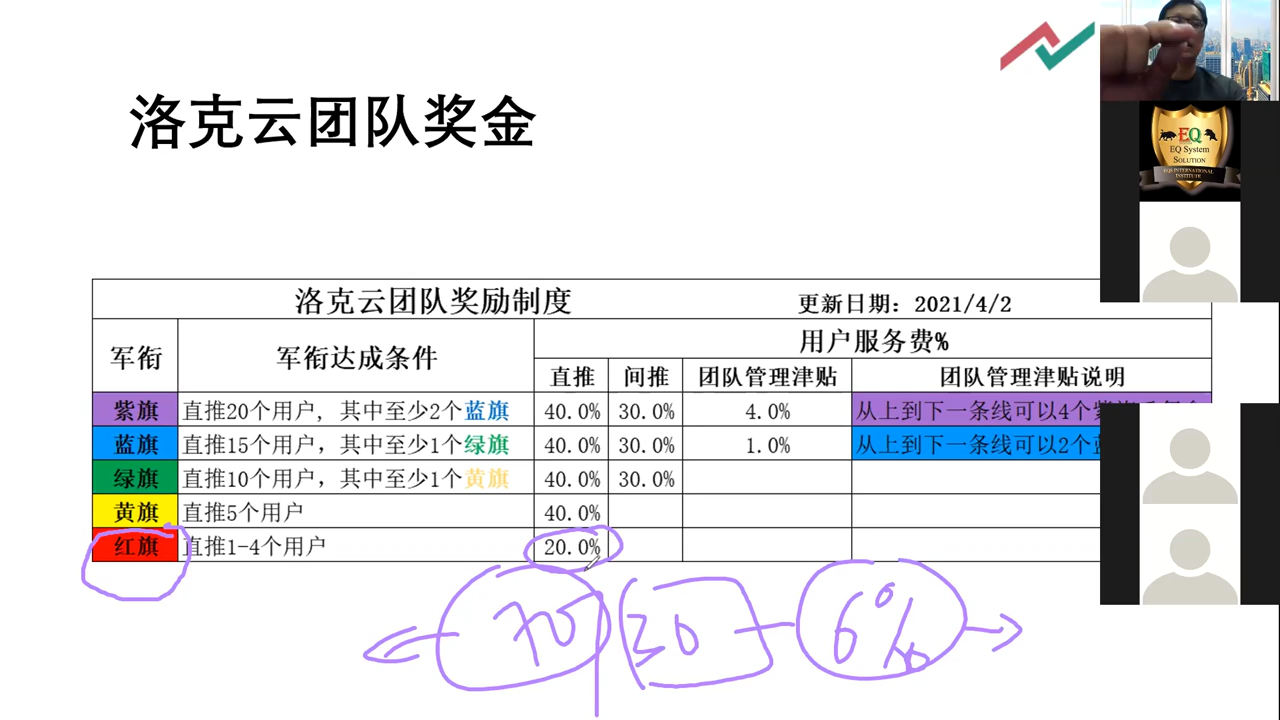 洛克云团队奖金
EQ
EQ System
SOLUTION
EQS INTERNATIONAL
INSTITUTE
洛克云团队奖励制度 更新日期：2021/4/2
军衔 军衔达成条件 用户服务费%
直推 间推 团队管理津贴 团队管理津贴说明
紫旗 直推20个用户, 其中至少2个蓝旗 40.0% 30.0% 4.0% 从上到下一条线可以4个紫
蓝旗 直推15个用户，其中至少1个绿旗 40.0% 30.0% 1.0% 从上到下一条线可以2个
绿旗 直推10个用户，其中至少1个黄旗 40.0% 30.0%
黄旗 直推5个用户 40.0%
红旗 直推1-4个用户 20.0%
70 30 6%